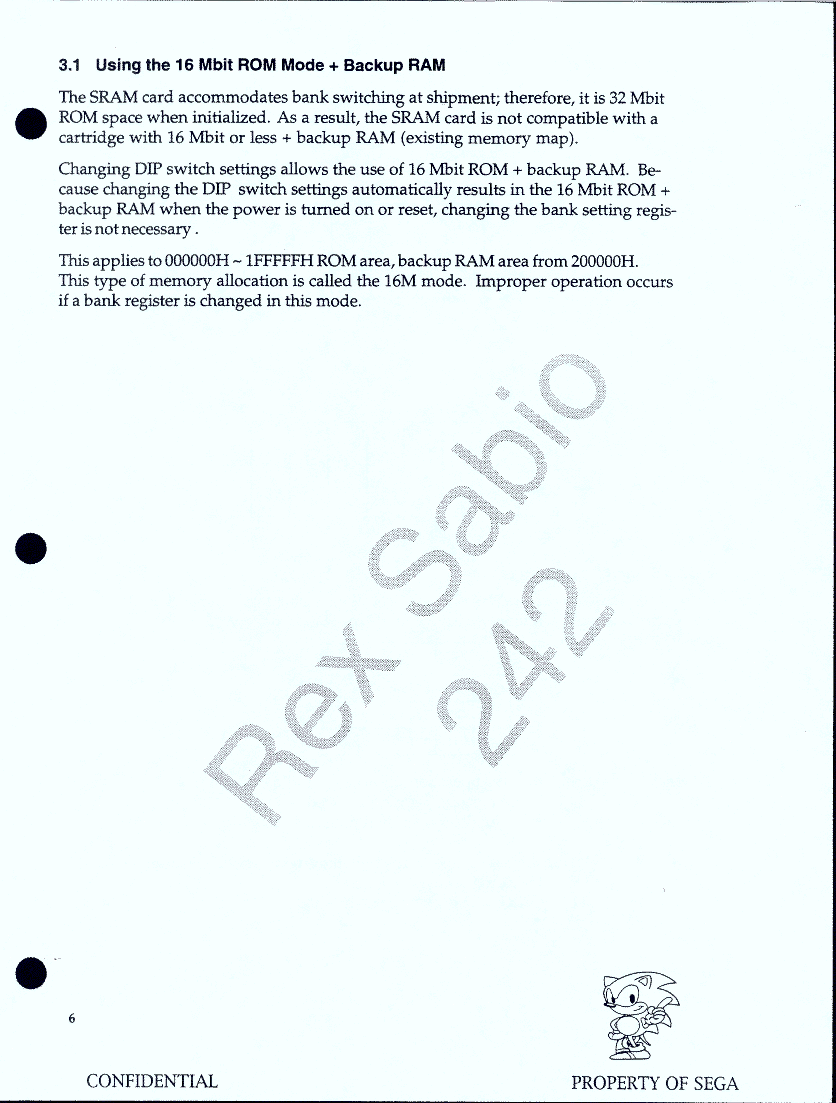 3.1 Using the 16 Mbit ROM Mode + Backup RAM
The SRAM card accommodates bank switching at shipment; therefore, it is 32 Mbit
ROM space when initialized. As a result, the SRAM card is not compatible with a
cartridge with 16 Mbit or less + backup RAM (existing memory map).
Changing DIP switch settings allows the use of 16 Mbit ROM + backup RAM. Be-
cause changing the DIP switch settings automatically results in the 16 Mbit ROM +
backup RAM when the power is turned on or reset, changing the bank setting regis-
ter is not necessary .
This applies to 000000H ~ 1FFFFFH ROM area, backup RAM area from 200000H.
This type of memory allocation is called the 16M mode. Improper operation occurs
if a bank register is changed in this mode.
Rex Sabio
242
6
CONFIDENTIAL
PROPERTY OF SEGA